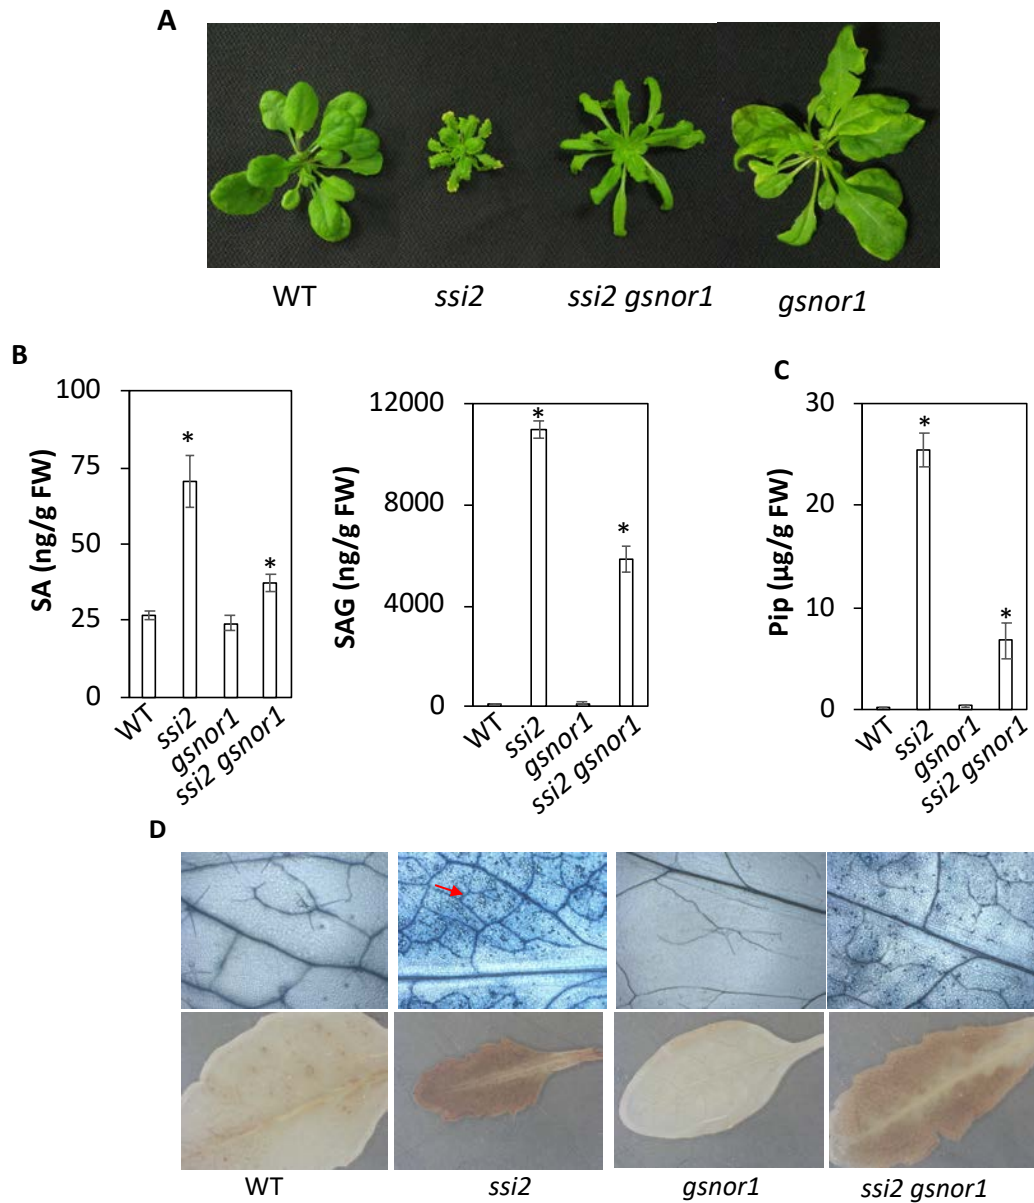 A
WT
ssi2
ssi2 gsnor1
gsnor1
B
SA (ng/g FW)
100
75
50
25
0
*
*
WT
ssi2
gsnor1
ssi2 gsnor1
SAG (ng/g FW)
12000
8000
4000
0
*
*
WT
ssi2
gsnor1
ssi2 gsnor1
C
Pip (µg/g FW)
30
20
10
0
*
*
WT
ssi2
gsnor1
ssi2 gsnor1
D
WT
ssi2
gsnor1
ssi2 gsnor1